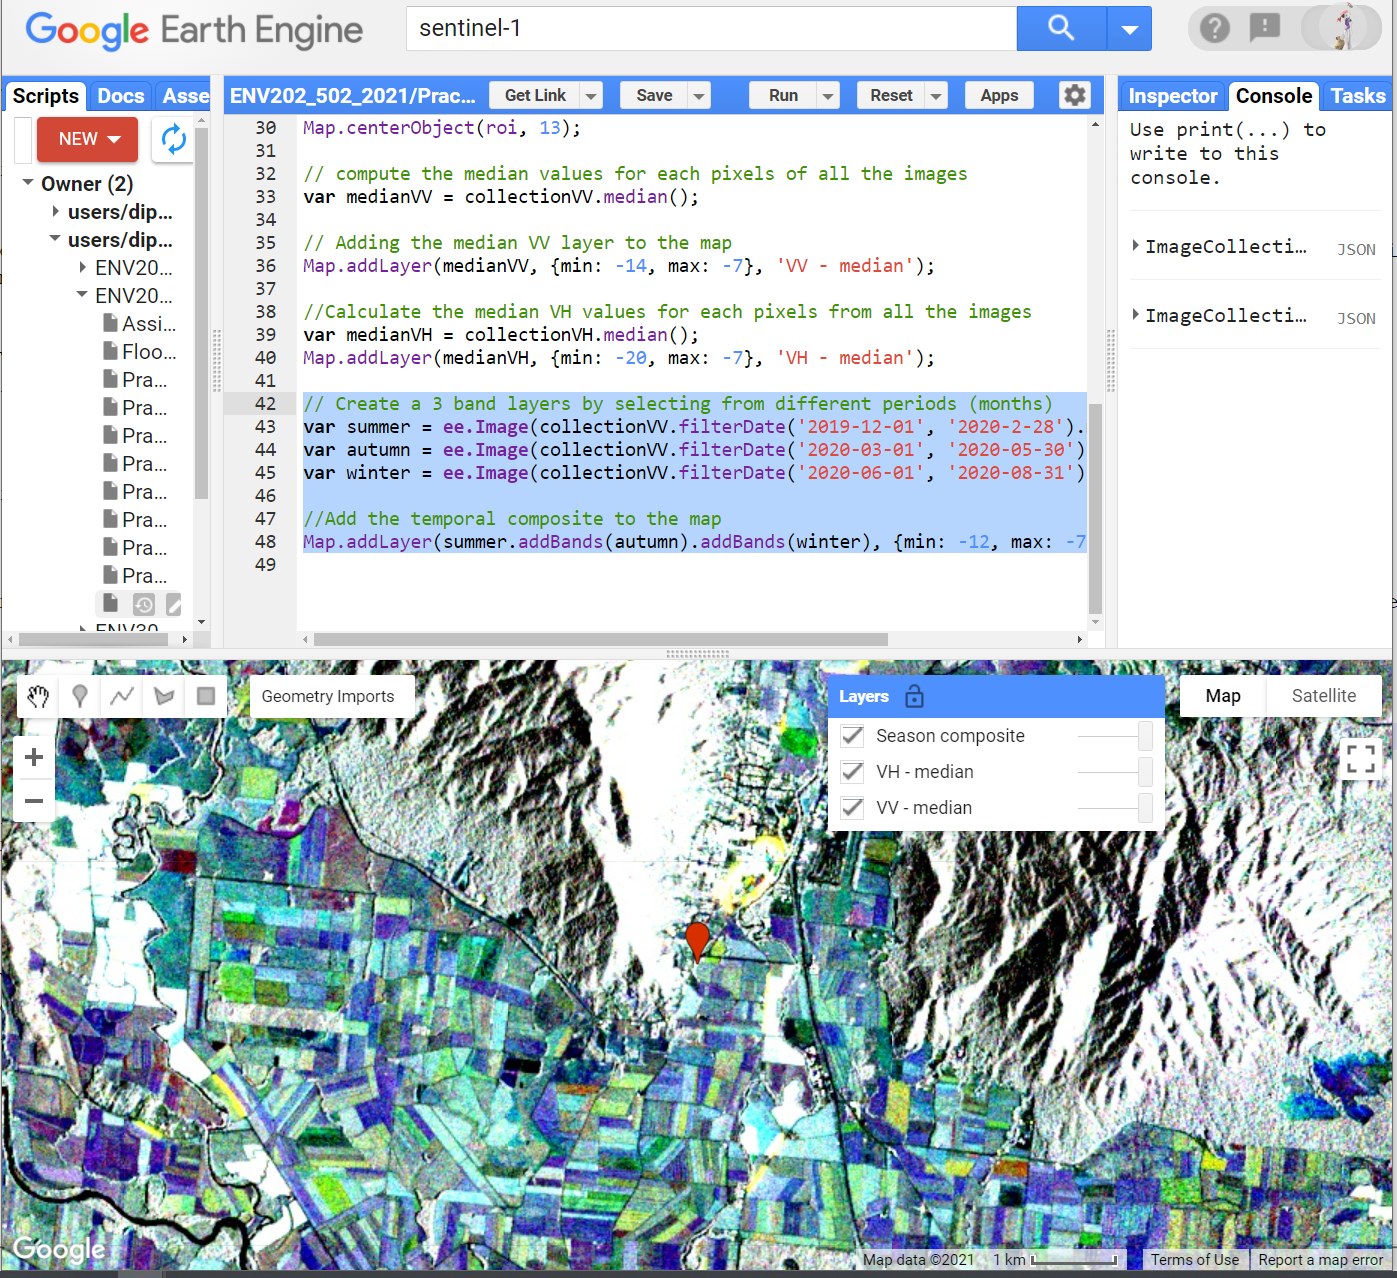 Google Earth Engine
sentinel-1
Scripts Docs Asse
NEW
Owner (2)
users/dip...
users/dip...
ENV20...
ENV20...
Assi...
Floo...
Pra...
Pra...
Pra...
Pra...
Pra...
Pra...
Pra...
Pra...
ENV30
ENV202_502_2021/Prac... Get Link Save Run Reset Apps
30 Map.centerObject(roi, 13);
31
32 // compute the median values for each pixels of all the images
33 var medianVV = collectionVV.median();
34
35 // Adding the median VV layer to the map
36 Map.addLayer(medianVV, {min: -14, max: -7}, 'VV - median');
37
38 //Calculate the median VH values for each pixels from all the images
39 var medianVH = collectionVH.median();
40 Map.addLayer(medianVH, {min: -20, max: -7}, 'VH - median');
41
42 // Create a 3 band layers by selecting from different periods (months)
43 var summer = ee.Image(collectionVV.filterDate('2019-12-01', '2020-2-28').
44 var autumn = ee.Image(collectionVV.filterDate('2020-03-01', '2020-05-30')
45 var winter = ee.Image(collectionVV.filterDate('2020-06-01', '2020-08-31')
46
47 //Add the temporal composite to the map
48 Map.addLayer(summer.addBands(autumn).addBands(winter), {min: -12, max: -7
49
Inspector Console Tasks
Use print(...) to
write to this
console.
ImageCollecti... JSON
ImageCollecti... JSON
Geometry Imports
Layers
Season composite
VH - median
VV - median
Map Satellite
Google
Map data ©2021 1 km Terms of Use Report a map error